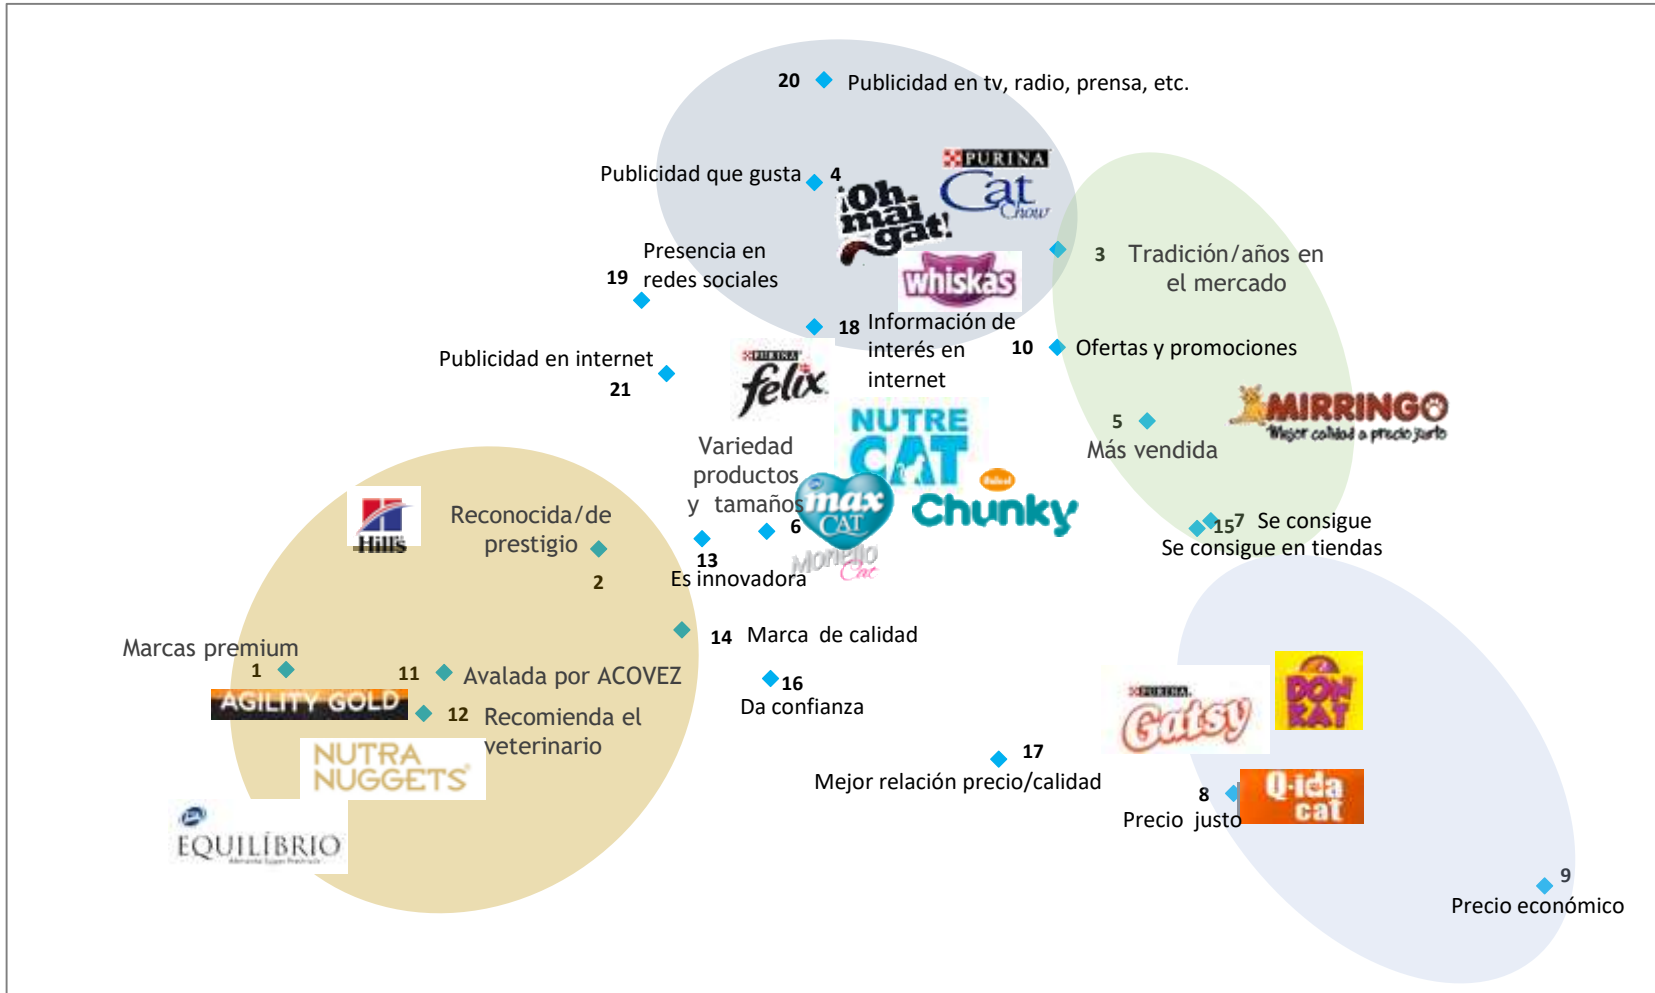 20 Publicidad en tv, radio, prensa, etc.
PURINA
Cat
Chow
Publicidad que gusta 4
¡Oh
mai
gat!
Presencia en
19 redes sociales
3 Tradición/años en
el mercado
whiskas
18 Información de
interés en
internet
10 Ofertas y promociones
Publicidad en internet
21
PURINA
felix
MIRRINGO
Mejor calidad a precio justo
5
Más vendida
NUTRE
CAT
Variedad
productos
y tamaños
6
max
CAT
Chunky
Monello
Cat
Hill's
Reconocida/de
prestigio
2
13
Es innovadora
15 7 Se consigue
Se consigue en tiendas
14 Marca de calidad
Marcas premium
1
11 Avalada por ACOVEZ
AGILITY GOLD
12 Recomienda el
veterinario
16
Da confianza
NUTRA
NUGGETS
EQUILÍBRIO
PURINA
Gatsy
DON
KAT
17
Mejor relación precio/calidad
Q-ida
cat
8
Precio justo
9
Precio económico